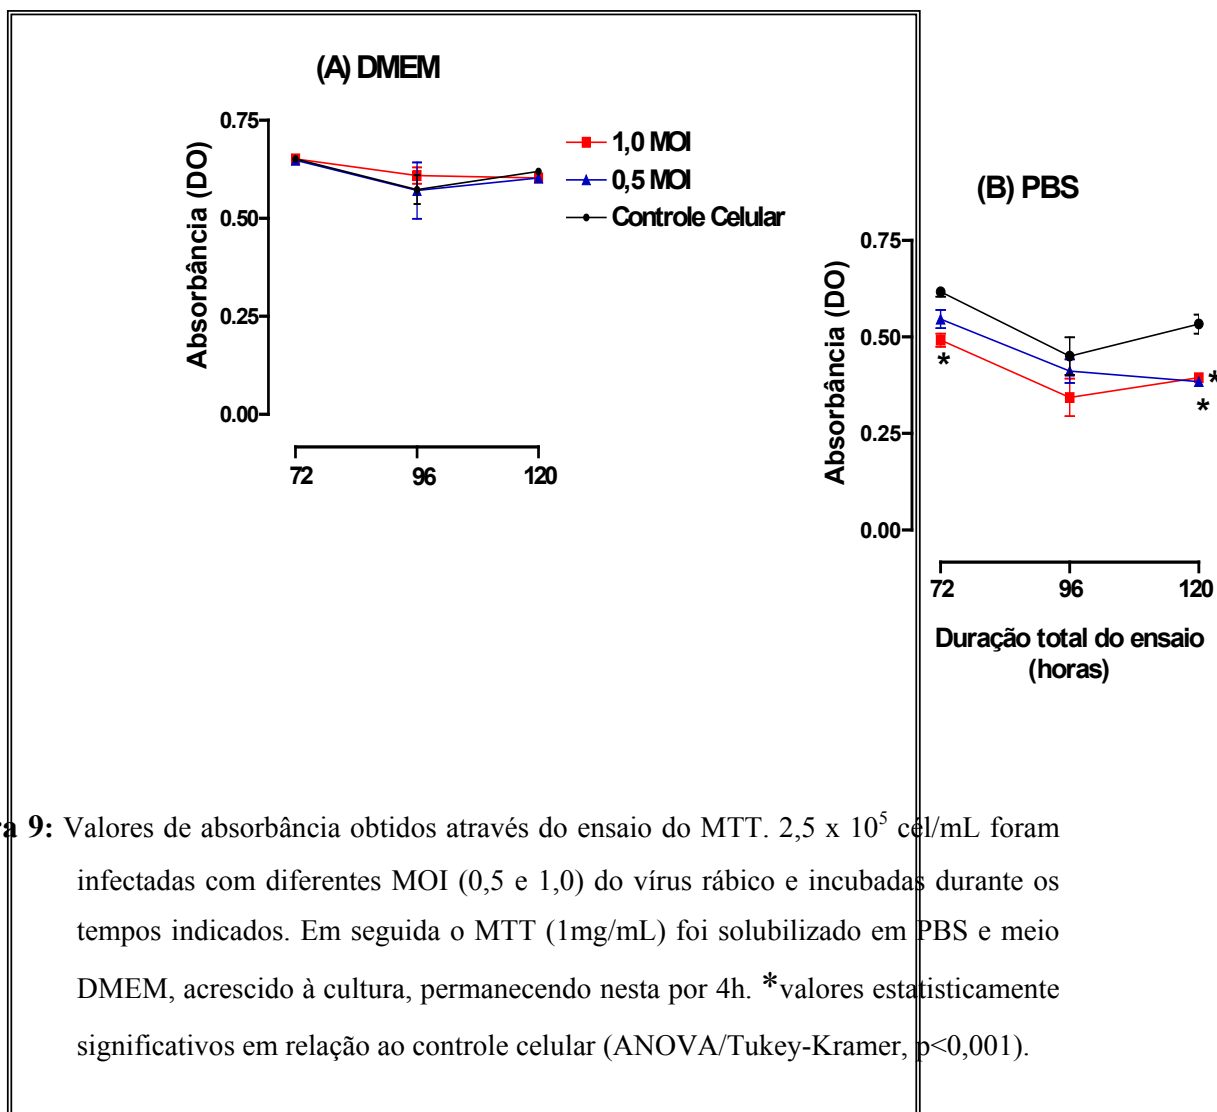 (A) DMEM
Absorbância (DO)
0.75
0.50
0.25
0.00
72 96 120
1,0 MOI
0,5 MOI
Controle Celular
(B) PBS
Absorbância (DO)
0.75
0.50
0.25
0.00
*
*
*
72 96 120
Duração total do ensaio
(horas)
ra 9: Valores de absorbância obtidos através do ensaio do MTT. 2,5 x 10⁵ cél/mL foram
infectadas com diferentes MOI (0,5 e 1,0) do vírus rábico e incubadas durante os
tempos indicados. Em seguida o MTT (1mg/mL) foi solubilizado em PBS e meio
DMEM, acrescido à cultura, permanecendo nesta por 4h. *valores estatisticamente
significativos em relação ao controle celular (ANOVA/Tukey-Kramer, p<0,001).